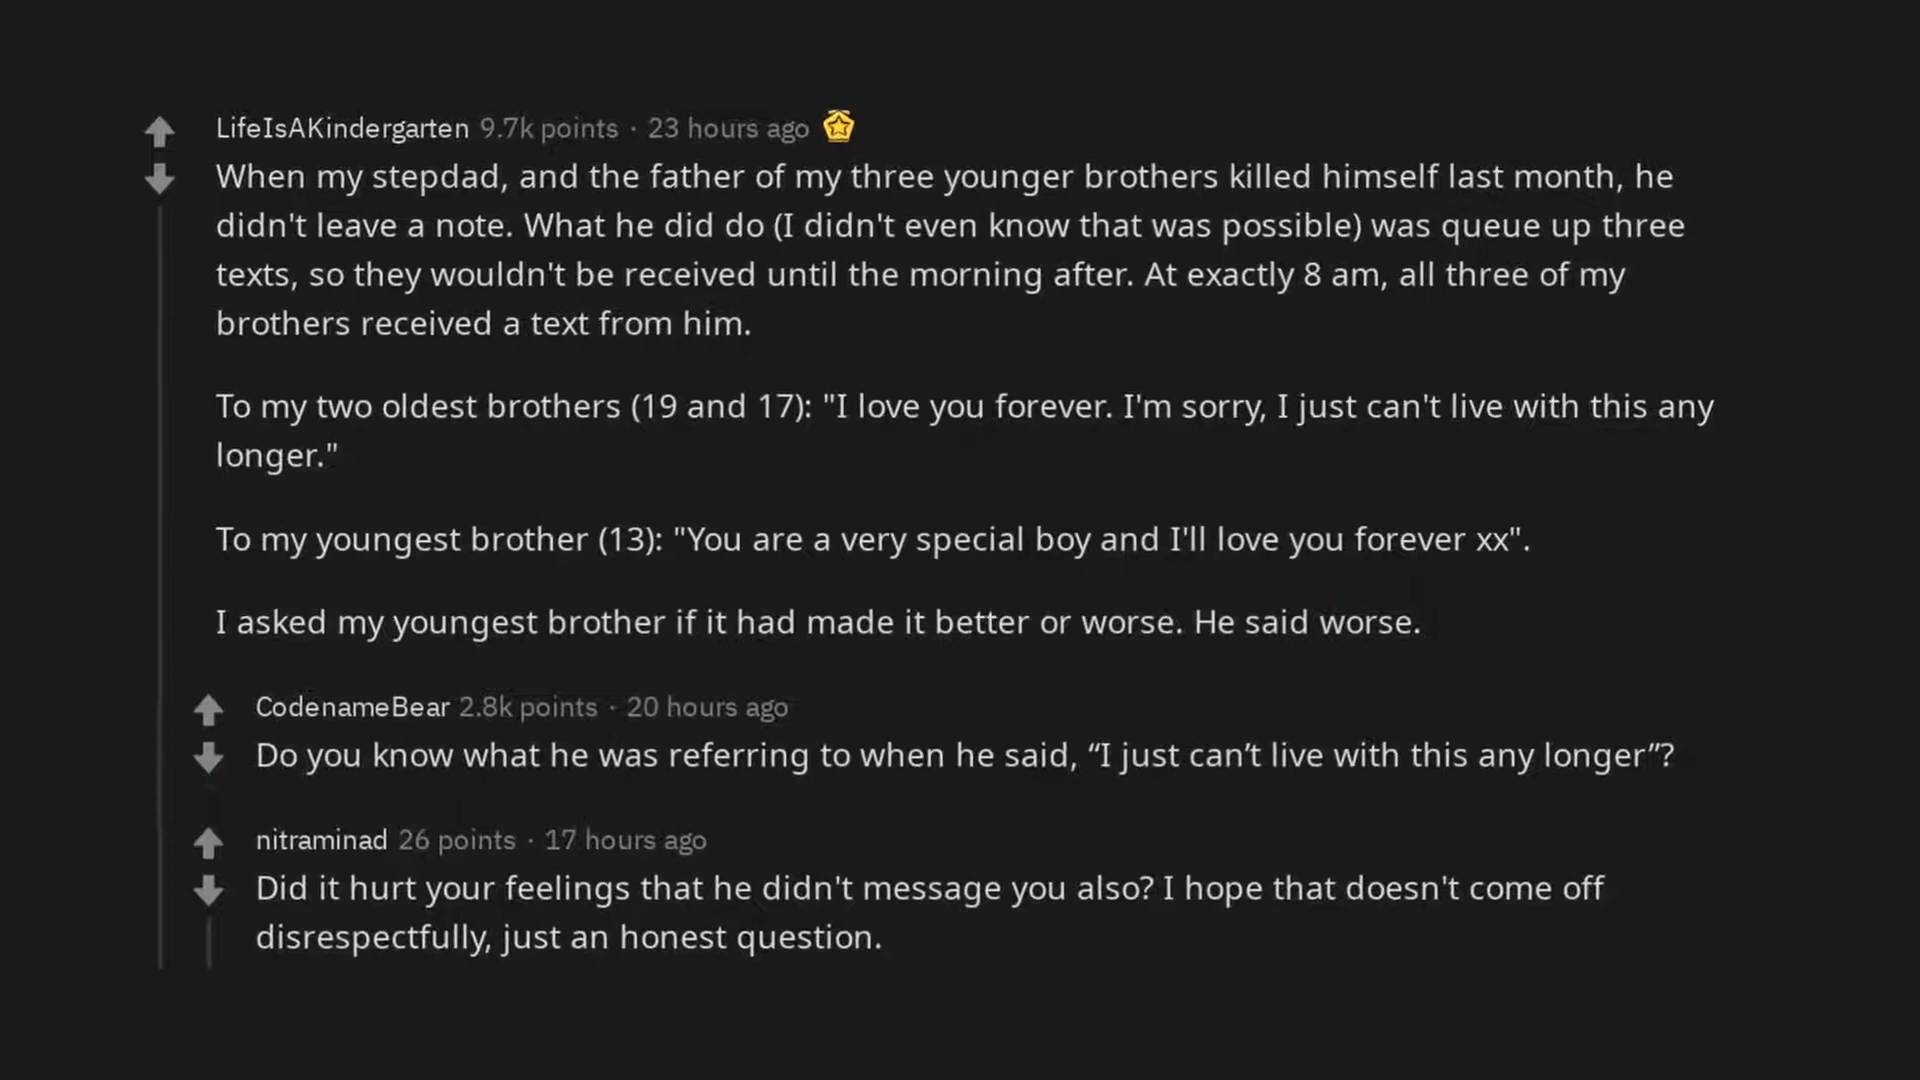 LifeIsAKindergarten 9.7k points · 23 hours ago
When my stepdad, and the father of my three younger brothers killed himself last month, he
didn't leave a note. What he did do (I didn't even know that was possible) was queue up three
texts, so they wouldn't be received until the morning after. At exactly 8 am, all three of my
brothers received a text from him.
To my two oldest brothers (19 and 17): "I love you forever. I'm sorry, I just can't live with this any
longer."
To my youngest brother (13): "You are a very special boy and I'll love you forever xx".
I asked my youngest brother if it had made it better or worse. He said worse.
CodenameBear 2.8k points · 20 hours ago
Do you know what he was referring to when he said, “I just can’t live with this any longer”?
nitraminad 26 points · 17 hours ago
Did it hurt your feelings that he didn't message you also? I hope that doesn't come off
disrespectfully, just an honest question.